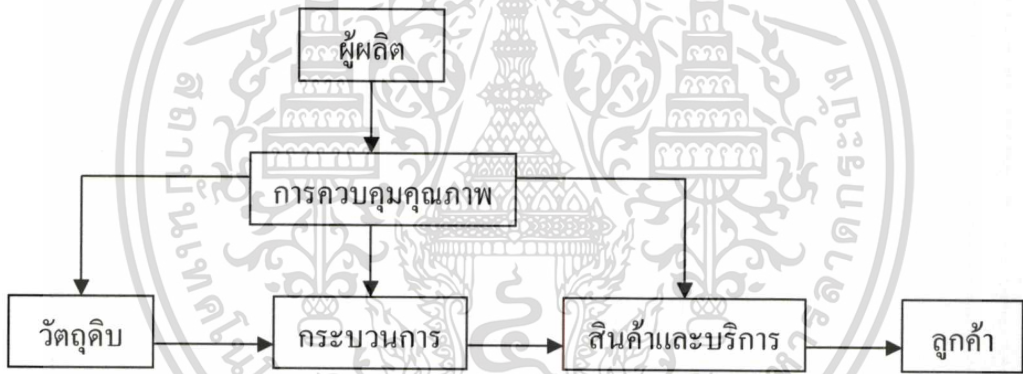 ผู้ผลิต
การควบคุมคุณภาพ
วัตถุดิบ
กระบวนการ
สินค้าและบริการ
ลูกค้า